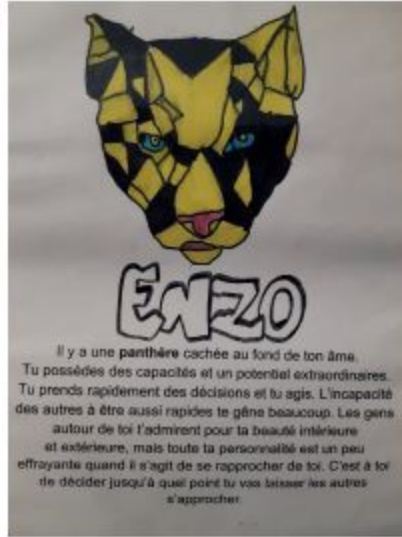 ENZO
Il y a une panthère cachée au fond de ton âme.
Tu possèdes des capacités et un potentiel extraordinaires.
Tu prends rapidement des décisions et tu agis. L'incapacité
des autres à être aussi rapides te gêne beaucoup. Les gens
autour de toi t'admirent pour ta beauté intérieure
et extérieure, mais toute ta personnalité est un peu
effrayante quand il s'agit de se rapprocher de toi. C'est à toi
de décider jusqu'à quel point tu vas laisser les autres
s'approcher.